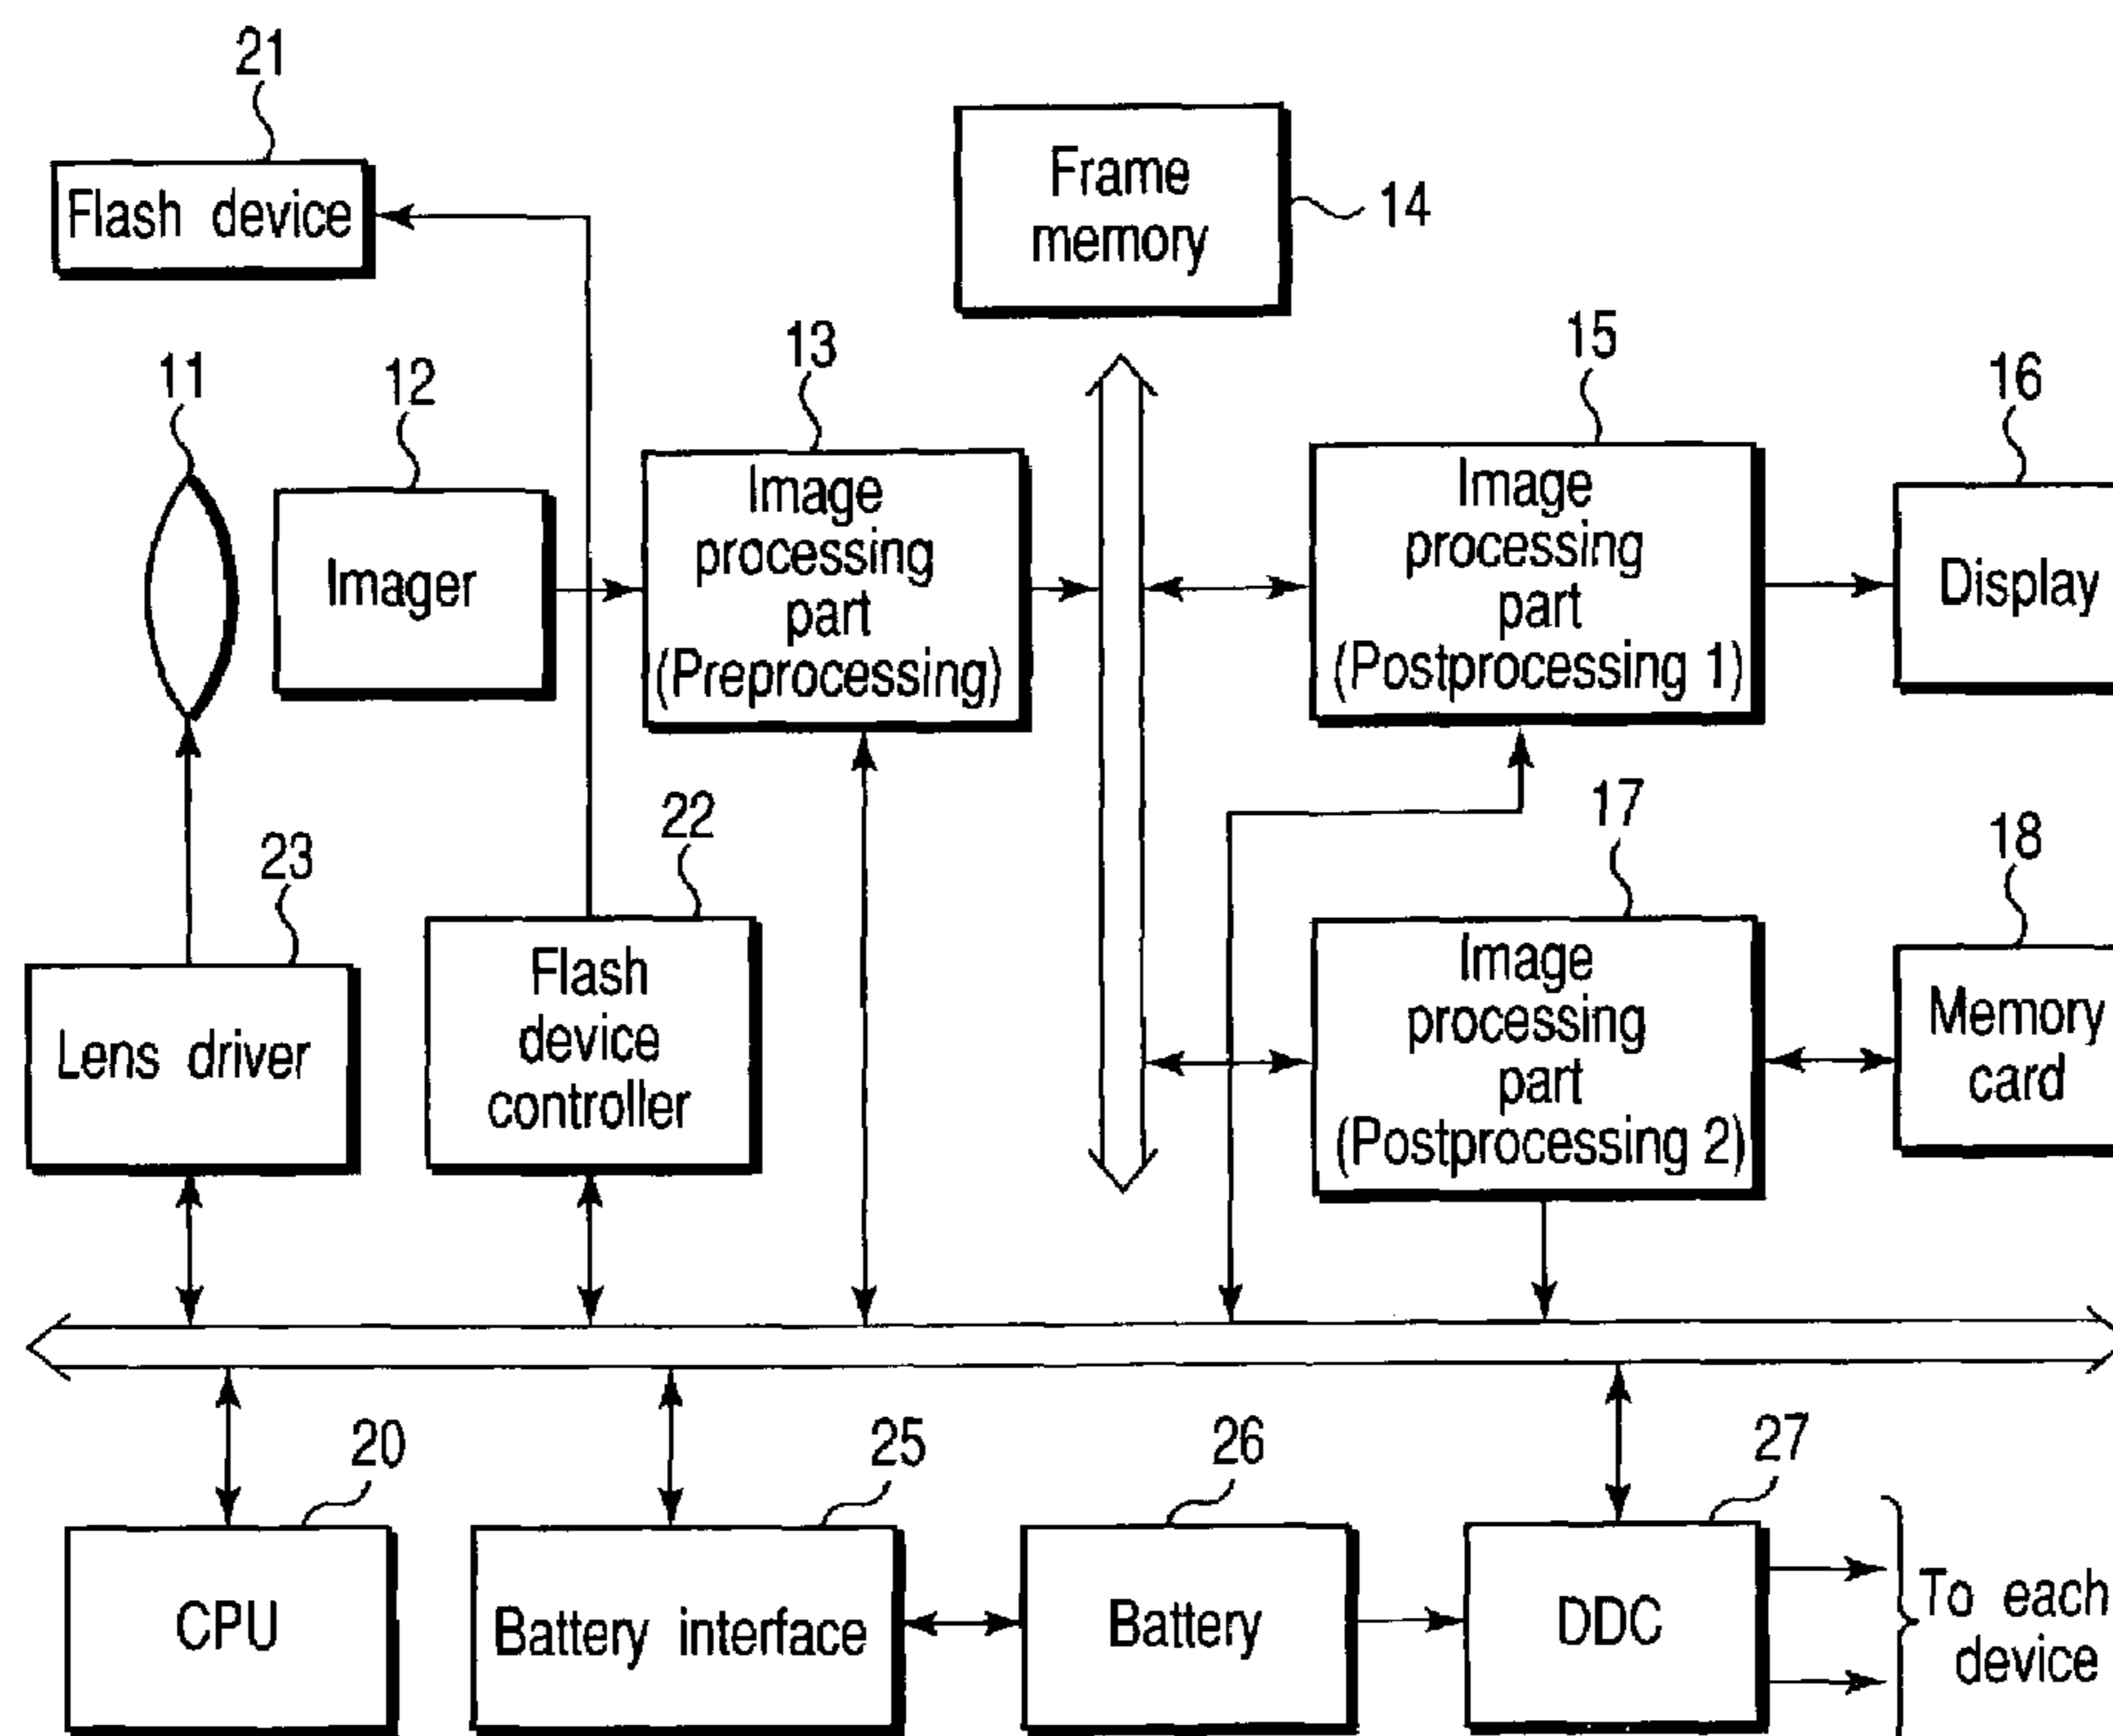 21
Flash device
Frame
memory
14
11
12
13
15
16
Imager
Image
processing
part
(Preprocessing)
Image
processing
part
(Postprocessing 1)
Display
23
22
17
18
Lens driver
Flash
device
controller
Image
processing
part
(Postprocessing 2)
Memory
card
20
25
26
27
CPU
Battery interface
Battery
DDC
To each
device